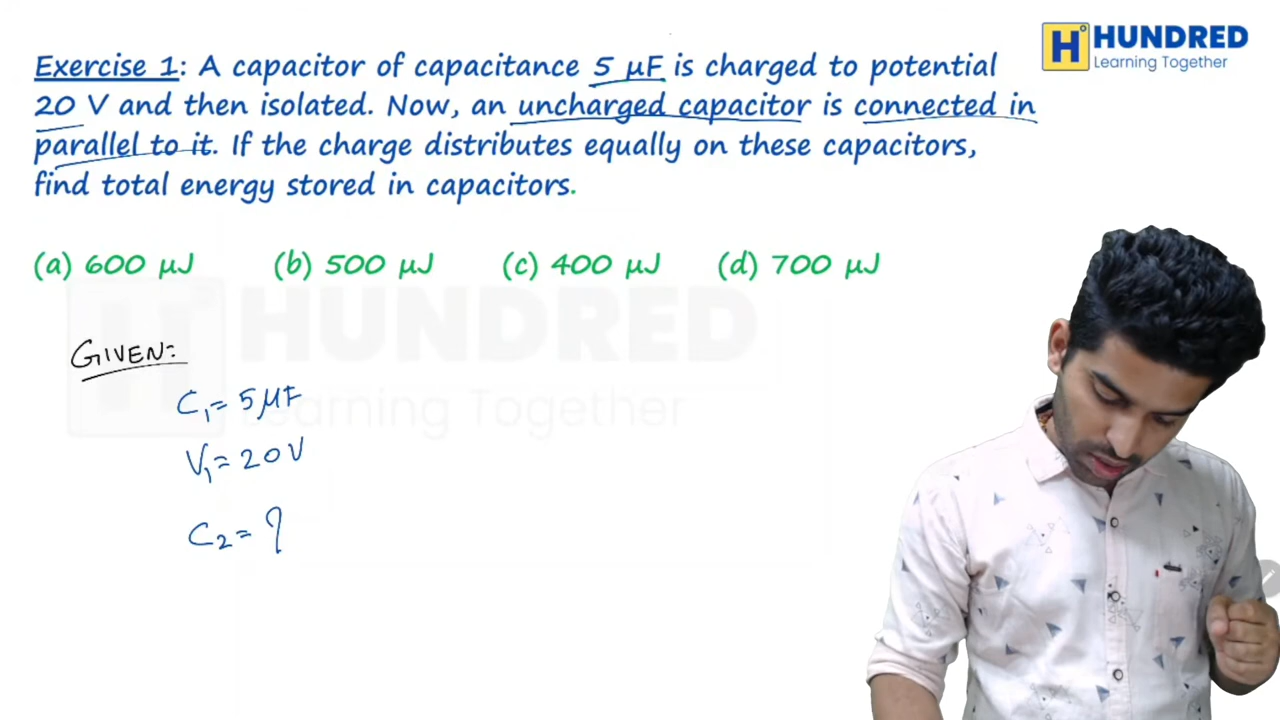 HUNDRED
Learning Together
Exercise 1: A capacitor of capacitance 5 μF is charged to potential
20 V and then isolated. Now, an uncharged capacitor is connected in
parallel to it. If the charge distributes equally on these capacitors,
find total energy stored in capacitors.
(a) 600 μJ (b) 500 μJ (c) 400 μJ (d) 700 μJ
HUNDRED
Learning Together
GIVEN:-
C₁ = 5 μF
V₁ = 20 V
C₂ = ?